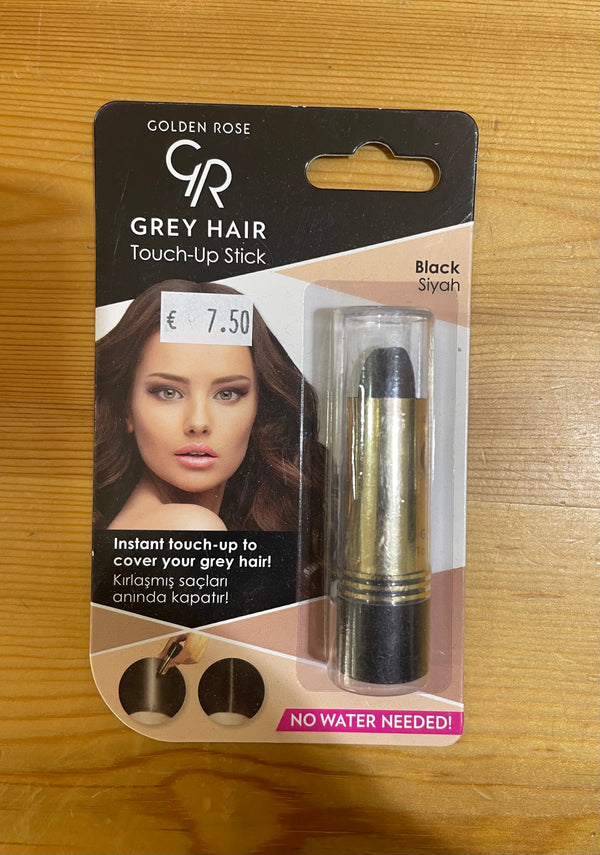 GOLDEN ROSE
GR
GREY HAIR
Touch-Up Stick
Black
Siyah
€ 7.50
Instant touch-up to
cover your grey hair!
Kırlaşmış saçları
anında kapatır!
NO WATER NEEDED!